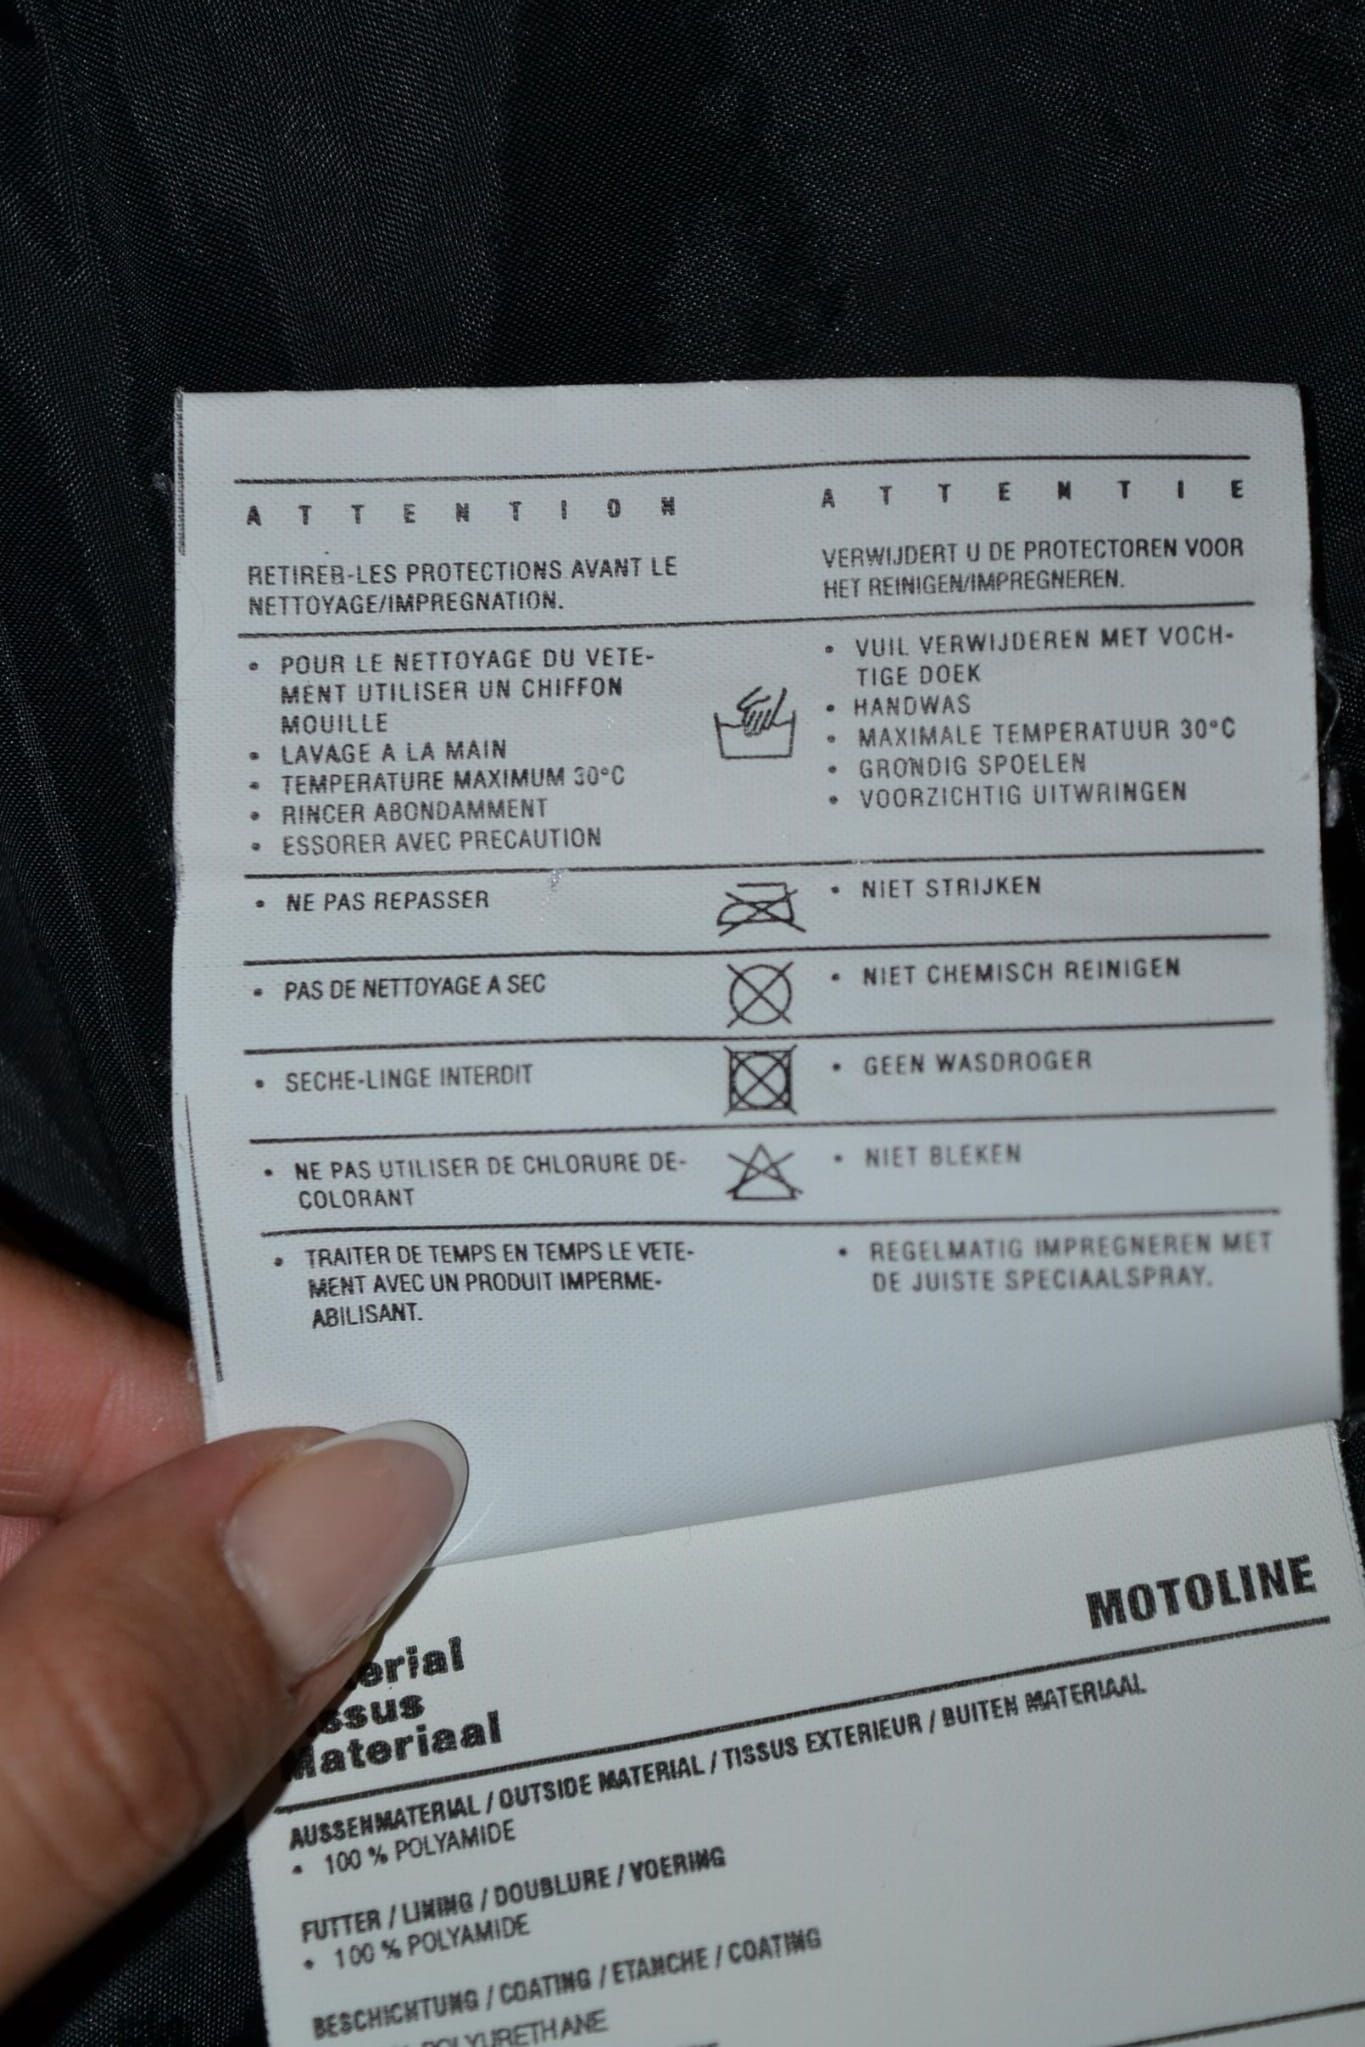 ATTENTION
RETIRER-LES PROTECTIONS AVANT LE
NETTOYAGE/IMPREGNATION.
• POUR LE NETTOYAGE DU VETE-
MENT UTILISER UN CHIFFON
MOUILLE
• LAVAGE A LA MAIN
• TEMPERATURE MAXIMUM 30°C
• RINCER ABONDAMMENT
• ESSORER AVEC PRECAUTION
• NE PAS REPASSER
• PAS DE NETTOYAGE A SEC
• SECHE-LINGE INTERDIT
• NE PAS UTILISER DE CHLORURE DE-
COLORANT
• TRAITER DE TEMPS EN TEMPS LE VETE-
MENT AVEC UN PRODUIT IMPERME-
ABILISANT.
ATTENTIE
VERWIJDERT U DE PROTECTOREN VOOR
HET REINIGEN/IMPREGNEREN.
• VUIL VERWIJDEREN MET VOCH-
TIGE DOEK
• HANDWAS
• MAXIMALE TEMPERATUUR 30°C
• GRONDIG SPOELEN
• VOORZICHTIG UITWRINGEN
• NIET STRIJKEN
• NIET CHEMISCH REINIGEN
• GEEN WASDROGER
• NIET BLEKEN
• REGELMATIG IMPREGNEREN MET
DE JUISTE SPECIAALSPRAY.
MOTOLINE
erial
issus
Materiaal
AUSSENMATERIAL / OUTSIDE MATERIAL / TISSUS EXTERIEUR / BUITEN MATERIAAL
• 100 % POLYAMIDE
FUTTER / LINING / DOUBLURE / VOERING
• 100 % POLYAMIDE
BESCHICHTUNG / COATING / ETANCHE / COATING
% POLYURETHANE